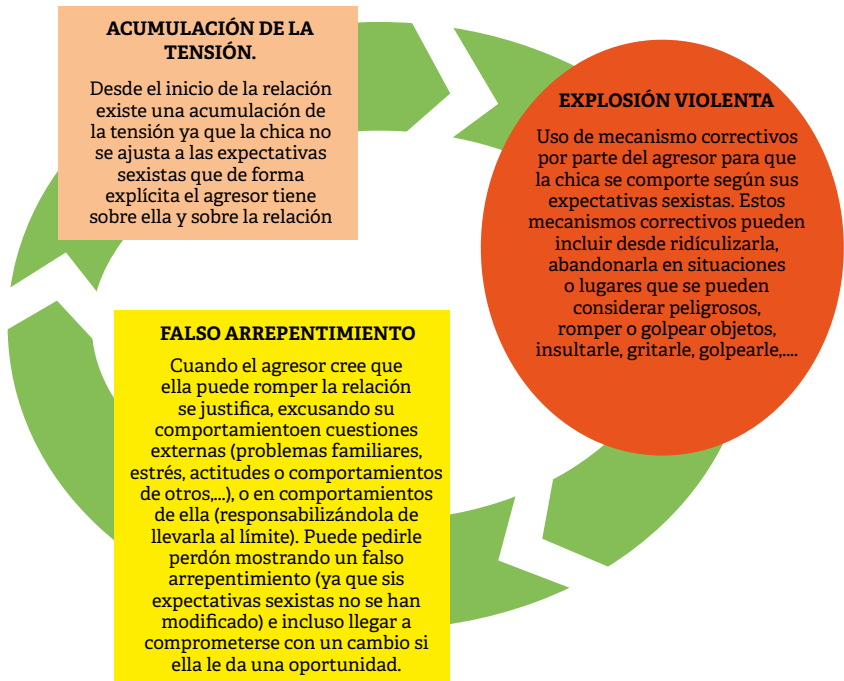 ACUMULACIÓN DE LA
TENSIÓN.
Desde el inicio de la relación
existe una acumulación de
la tensión ya que la chica no
se ajusta a las expectativas
sexistas que de forma
explícita el agresor tiene
sobre ella y sobre la relación
EXPLOSIÓN VIOLENTA
Uso de mecanismo correctivos
por parte del agresor para que
la chica se comporte según sus
expectativas sexistas. Estos
mecanismos correctivos pueden
incluir desde ridículizarla,
abandonarla en situaciones
o lugares que se pueden
considerar peligrosos,
romper o golpear objetos,
insultarle, gritarle, golpearle,....
FALSO ARREPENTIMIENTO
Cuando el agresor cree que
ella puede romper la relación
se justifica, excusando su
comportamientoen cuestiones
externas (problemas familiares,
estrés, actitudes o comportamientos
de otros,...), o en comportamientos
de ella (responsabilizándola de
llevarla al límite). Puede pedirle
perdón mostrando un falso
arrepentimiento (ya que sis
expectativas sexistas no se han
modificado) e incluso llegar a
comprometerse con un cambio si
ella le da una oportunidad.